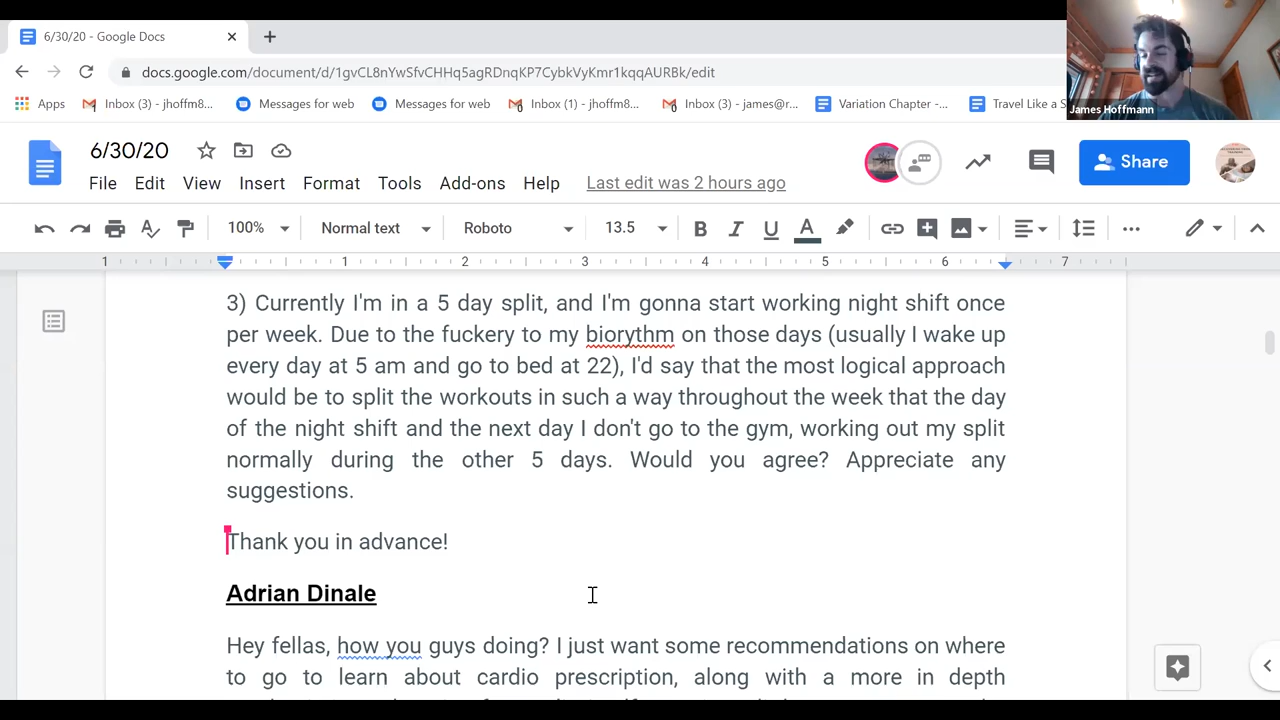 6/30/20 - Google Docs
docs.google.com/document/d/1gvCL8nYwSfvCHHq5agRDnqKP7CybkVyKmr1kqqAURBk/edit
Apps Inbox (3) - jhoffm8... Messages for web Messages for web Inbox (1) - jhoffm8... Inbox (3) - james@r... Variation Chapter -... Travel Like a S
James Hoffmann
6/30/20
Share
File Edit View Insert Format Tools Add-ons Help Last edit was 2 hours ago
100% Normal text Roboto 13.5 B I U A
1 1 2 3 4 5 6 7
3) Currently I'm in a 5 day split, and I'm gonna start working night shift once
per week. Due to the fuckery to my biorythm on those days (usually I wake up
every day at 5 am and go to bed at 22), I'd say that the most logical approach
would be to split the workouts in such a way throughout the week that the day
of the night shift and the next day I don't go to the gym, working out my split
normally during the other 5 days. Would you agree? Appreciate any
suggestions.
Thank you in advance!
Adrian Dinale
Hey fellas, how you guys doing? I just want some recommendations on where
to go to learn about cardio prescription, along with a more in depth